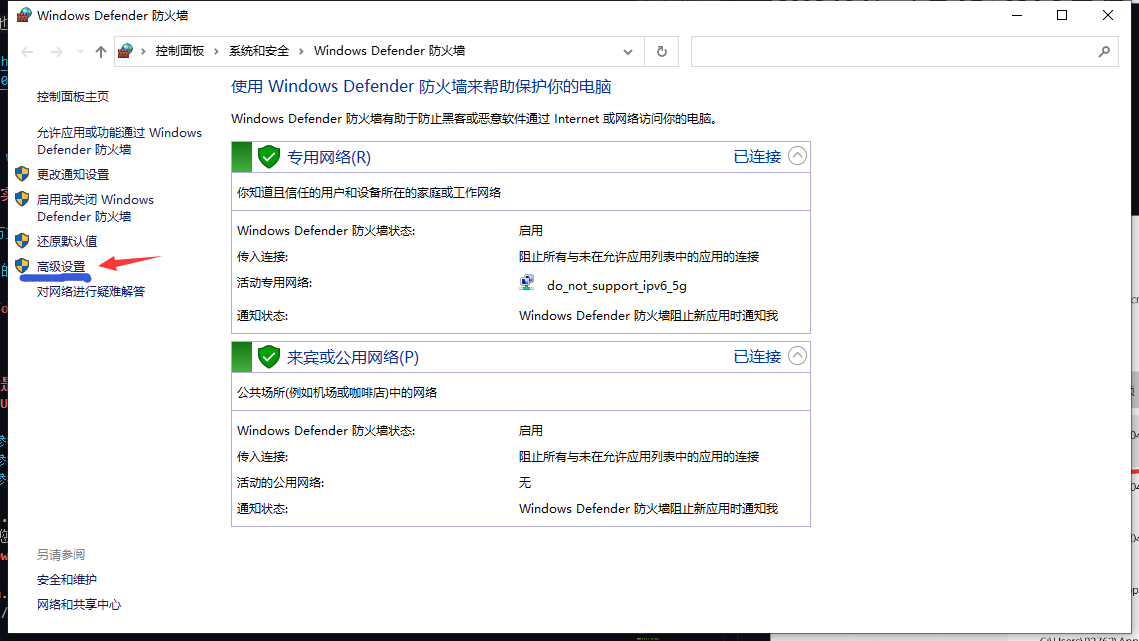 Windows Defender 防火墙
控制面板 系统和安全 Windows Defender 防火墙
控制面板主页
允许应用或功能通过 Windows
Defender 防火墙
更改通知设置
启用或关闭 Windows
Defender 防火墙
还原默认值
高级设置
对网络进行疑难解答
使用 Windows Defender 防火墙来帮助保护你的电脑
Windows Defender 防火墙有助于防止黑客或恶意软件通过 Internet 或网络访问你的电脑。
专用网络(R) 已连接
你知道且信任的用户和设备所在的家庭或工作网络
Windows Defender 防火墙状态: 启用
传入连接: 阻止所有与未在允许应用列表中的应用的连接
活动专用网络: do_not_support_ipv6_5g
通知状态: Windows Defender 防火墙阻止新应用时通知我
来宾或公用网络(P) 已连接
公共场所(例如机场或咖啡店)中的网络
Windows Defender 防火墙状态: 启用
传入连接: 阻止所有与未在允许应用列表中的应用的连接
活动的公用网络: 无
通知状态: Windows Defender 防火墙阻止新应用时通知我
另请参阅
安全和维护
网络和共享中心